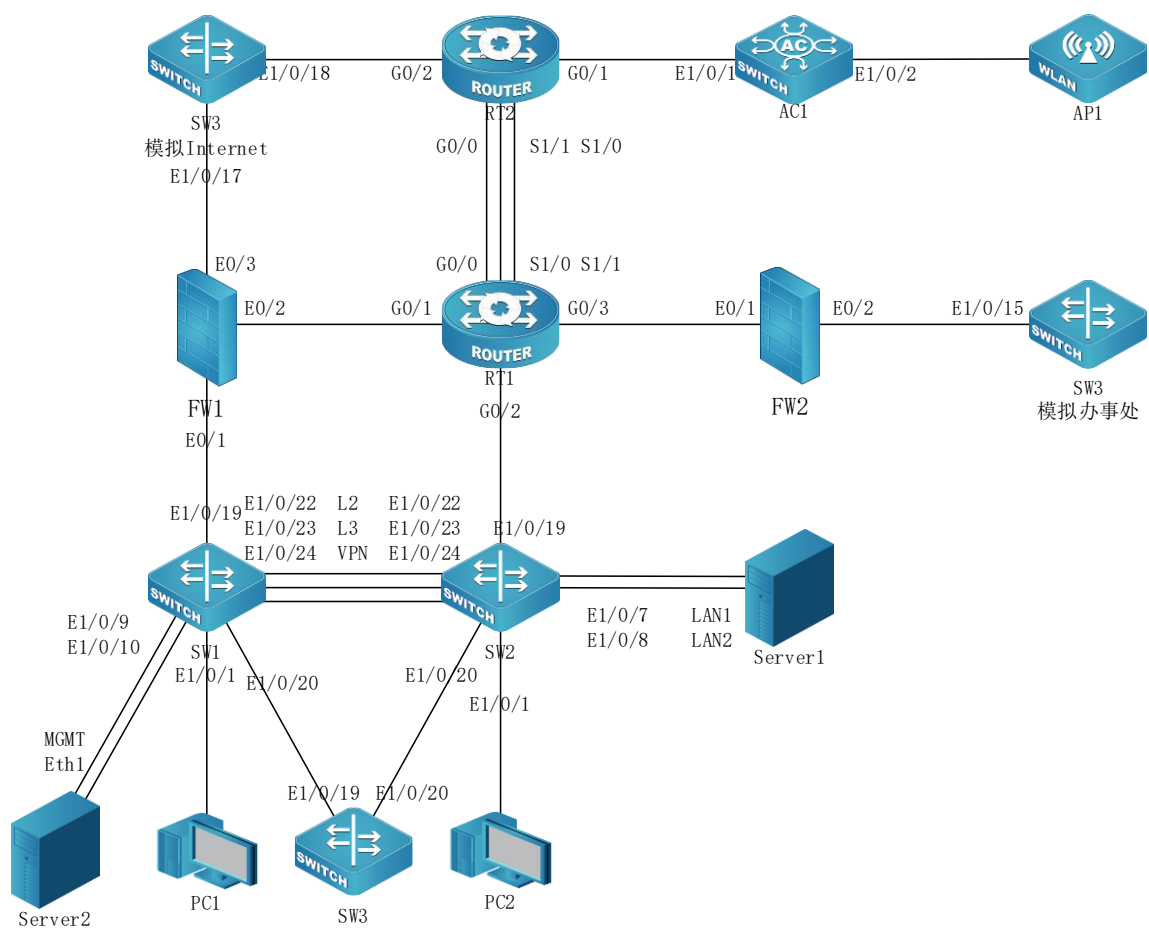 SWITCH
E1/0/18
G0/2
ROUTER
G0/1
E1/0/1
AC
SWITCH
E1/0/2
WLAN
SW3
模拟Internet
E1/0/17
RT2
AC1
AP1
G0/0
S1/1 S1/0
E0/3
G0/0
S1/0 S1/1
E0/2
G0/1
ROUTER
G0/3
E0/1
E0/2
E1/0/15
SWITCH
FW1
RT1
FW2
SW3
模拟办事处
E0/1
G0/2
E1/0/19
E1/0/22 L2 E1/0/22
E1/0/23 L3 E1/0/23
E1/0/24 VPN E1/0/24
E1/0/19
SWITCH
SWITCH
E1/0/9
E1/0/10
SW1
E1/0/1
E1/0/20
SW2
E1/0/20
E1/0/1
E1/0/7 LAN1
E1/0/8 LAN2
Server1
MGMT
Eth1
E1/0/19
E1/0/20
SWITCH
Server2
PC1
SW3
PC2